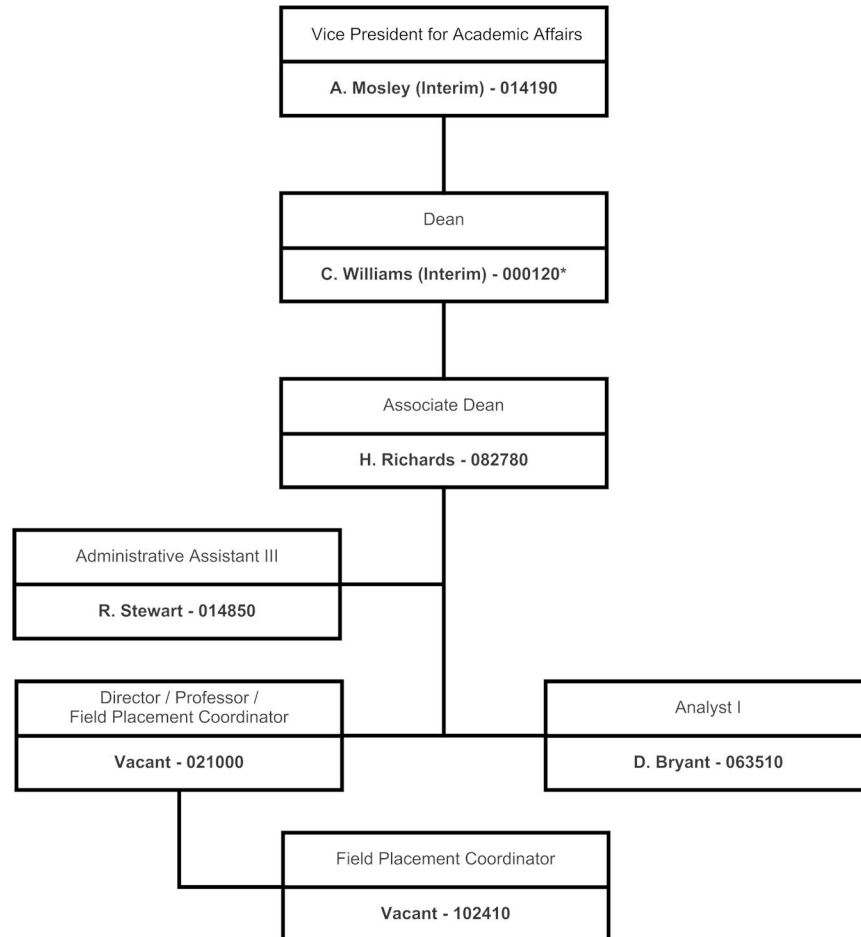 Vice President for Academic Affairs
A. Mosley (Interim) - 014190
Dean
C. Williams (Interim) - 000120*
Associate Dean
H. Richards - 082780
Administrative Assistant III
R. Stewart - 014850
Director / Professor /
Field Placement Coordinator
Vacant - 021000
Analyst I
D. Bryant - 063510
Field Placement Coordinator
Vacant - 102410